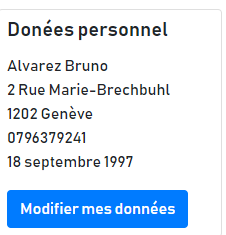 Donées personnel
Alvarez Bruno
2 Rue Marie-Brechbuhl
1202 Genève
0796379241
18 septembre 1997
Modifier mes données